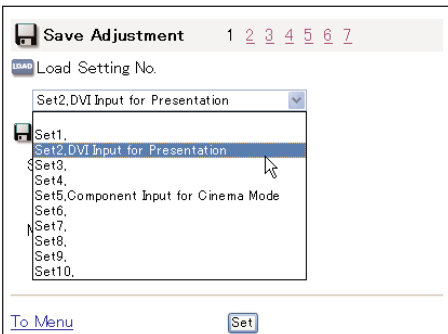 Save Adjustment 1 2 3 4 5 6 7
LOAD Load Setting No.
Set2,DVI Input for Presentation
Set1,
Set2,DVI Input for Presentation
Set3,
Set4,
Set5,Component Input for Cinema Mode
Set6,
Set7,
Set8,
Set9,
Set10,
To Menu Set